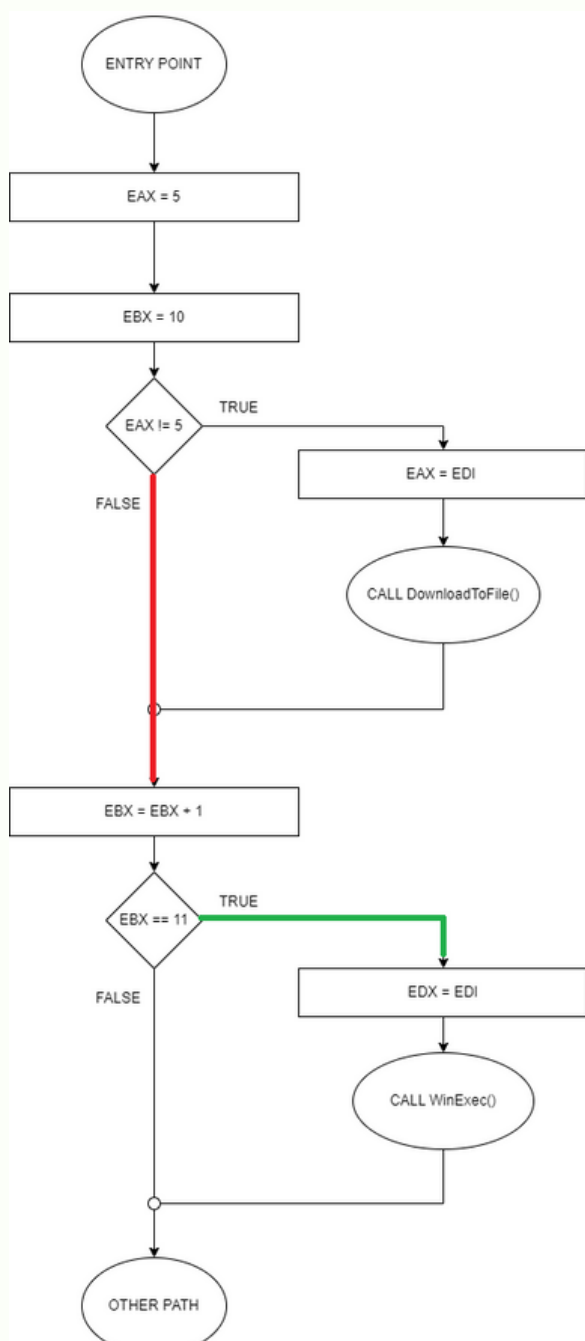 ENTRY POINT
EAX = 5
EBX = 10
EAX != 5
TRUE
EAX = EDI
FALSE
CALL DownloadToFile()
EBX = EBX + 1
EBX == 11
TRUE
EDX = EDI
FALSE
CALL WinExec()
OTHER PATH